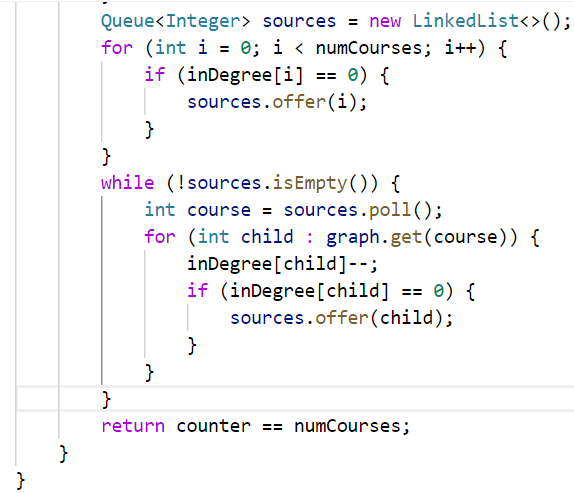 Queue<Integer> sources = new LinkedList<>();
for (int i = 0; i < numCourses; i++) {
if (inDegree[i] == 0) {
sources.offer(i);
}
}
while (!sources.isEmpty()) {
int course = sources.poll();
for (int child : graph.get(course)) {
inDegree[child]--;
if (inDegree[child] == 0) {
sources.offer(child);
}
}
}
return counter == numCourses;
}
}